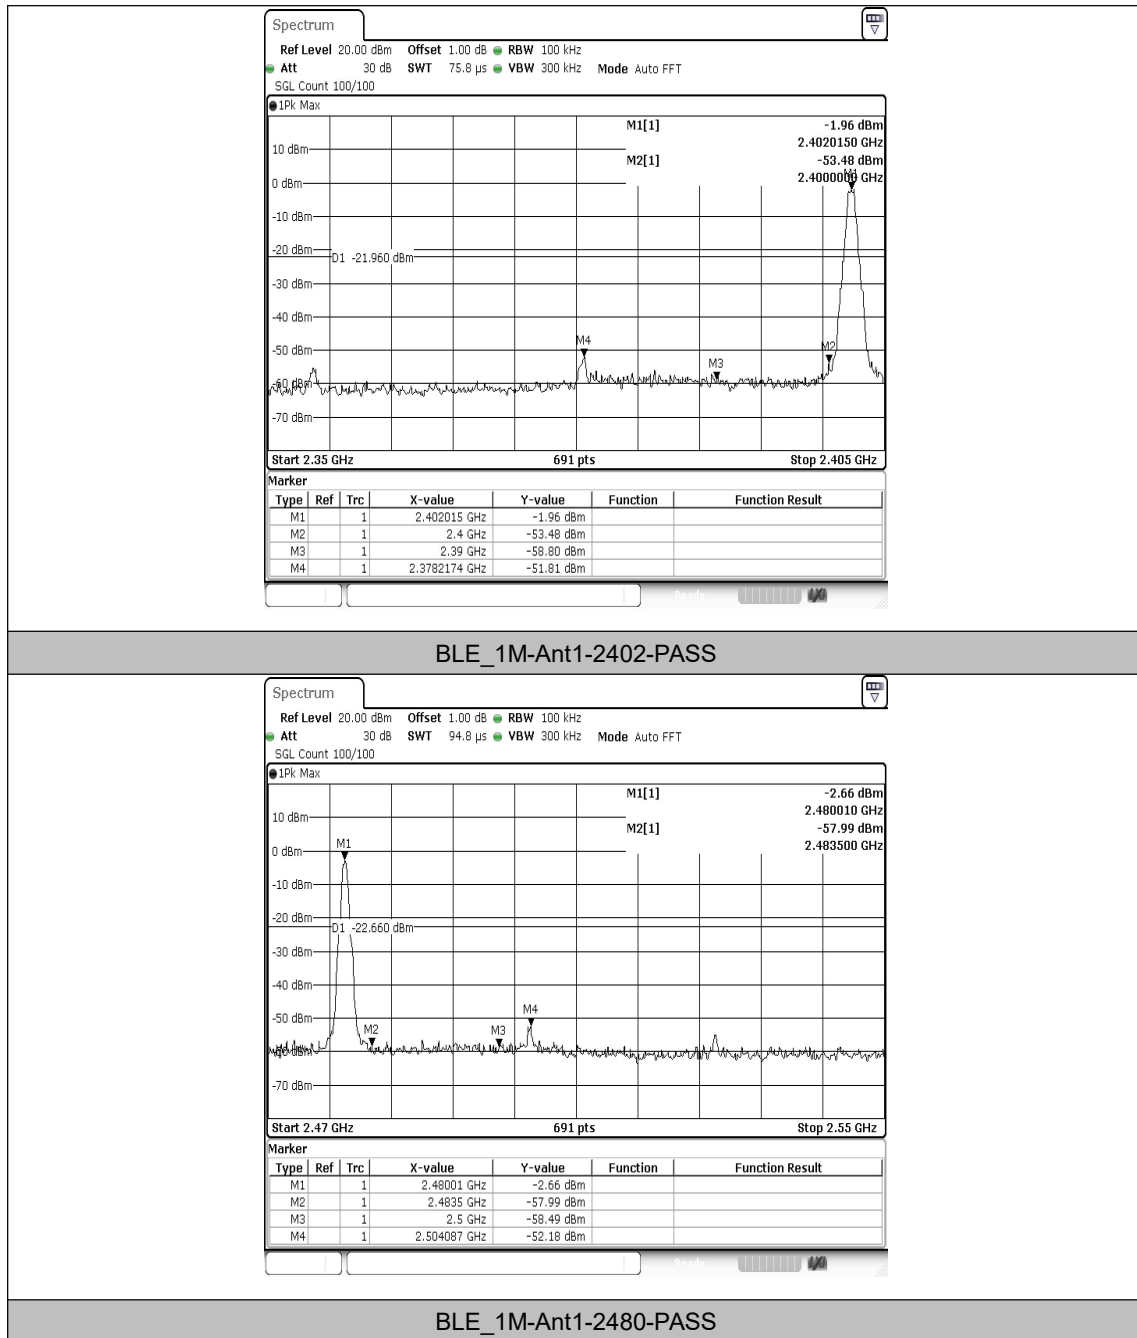 Spectrum
Ref Level 20.00 dBm Offset 1.00 dB RBW 100 kHz
Att 30 dB SWT 75.8 µs VBW 300 kHz Mode Auto FFT
SGL Count 100/100
1Pk Max
M1[1] -1.96 dBm
2.4020150 GHz
10 dBm
M2[1] -53.48 dBm
2.4000000 GHz
M1
0 dBm
-10 dBm
-20 dBm
D1 -21.960 dBm
-30 dBm
-40 dBm
M4
-50 dBm
M2
M3
-60 dBm
-70 dBm
Start 2.35 GHz 691 pts Stop 2.405 GHz
Marker
Type Ref Trc X-value Y-value Function Function Result
M1 1 2.402015 GHz -1.96 dBm
M2 1 2.4 GHz -53.48 dBm
M3 1 2.39 GHz -58.80 dBm
M4 1 2.3782174 GHz -51.81 dBm
Ready
BLE_1M-Ant1-2402-PASS
Spectrum
Ref Level 20.00 dBm Offset 1.00 dB RBW 100 kHz
Att 30 dB SWT 94.8 µs VBW 300 kHz Mode Auto FFT
SGL Count 100/100
1Pk Max
M1[1] -2.66 dBm
2.480010 GHz
10 dBm
M2[1] -57.99 dBm
2.483500 GHz
M1
0 dBm
-10 dBm
-20 dBm
D1 -22.660 dBm
-30 dBm
-40 dBm
M4
-50 dBm
M2 M3
-60 dBm
-70 dBm
Start 2.47 GHz 691 pts Stop 2.55 GHz
Marker
Type Ref Trc X-value Y-value Function Function Result
M1 1 2.48001 GHz -2.66 dBm
M2 1 2.4835 GHz -57.99 dBm
M3 1 2.5 GHz -58.49 dBm
M4 1 2.504087 GHz -52.18 dBm
Ready
BLE_1M-Ant1-2480-PASS